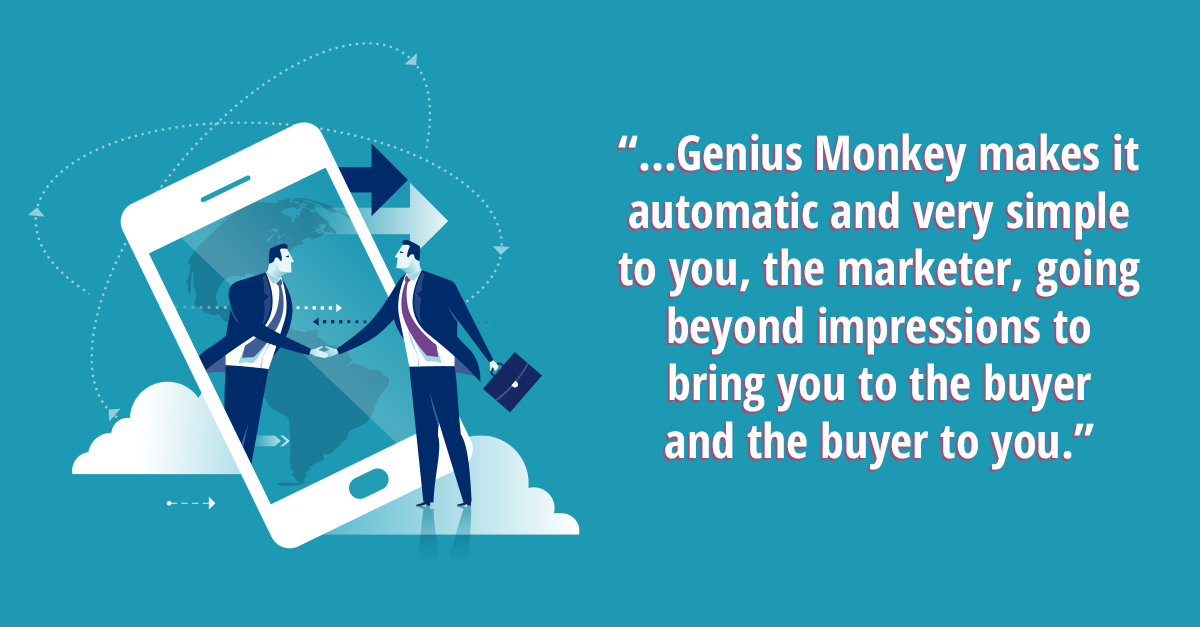 “...Genius Monkey makes it
automatic and very simple
to you, the marketer, going
beyond impressions to
bring you to the buyer
and the buyer to you.”